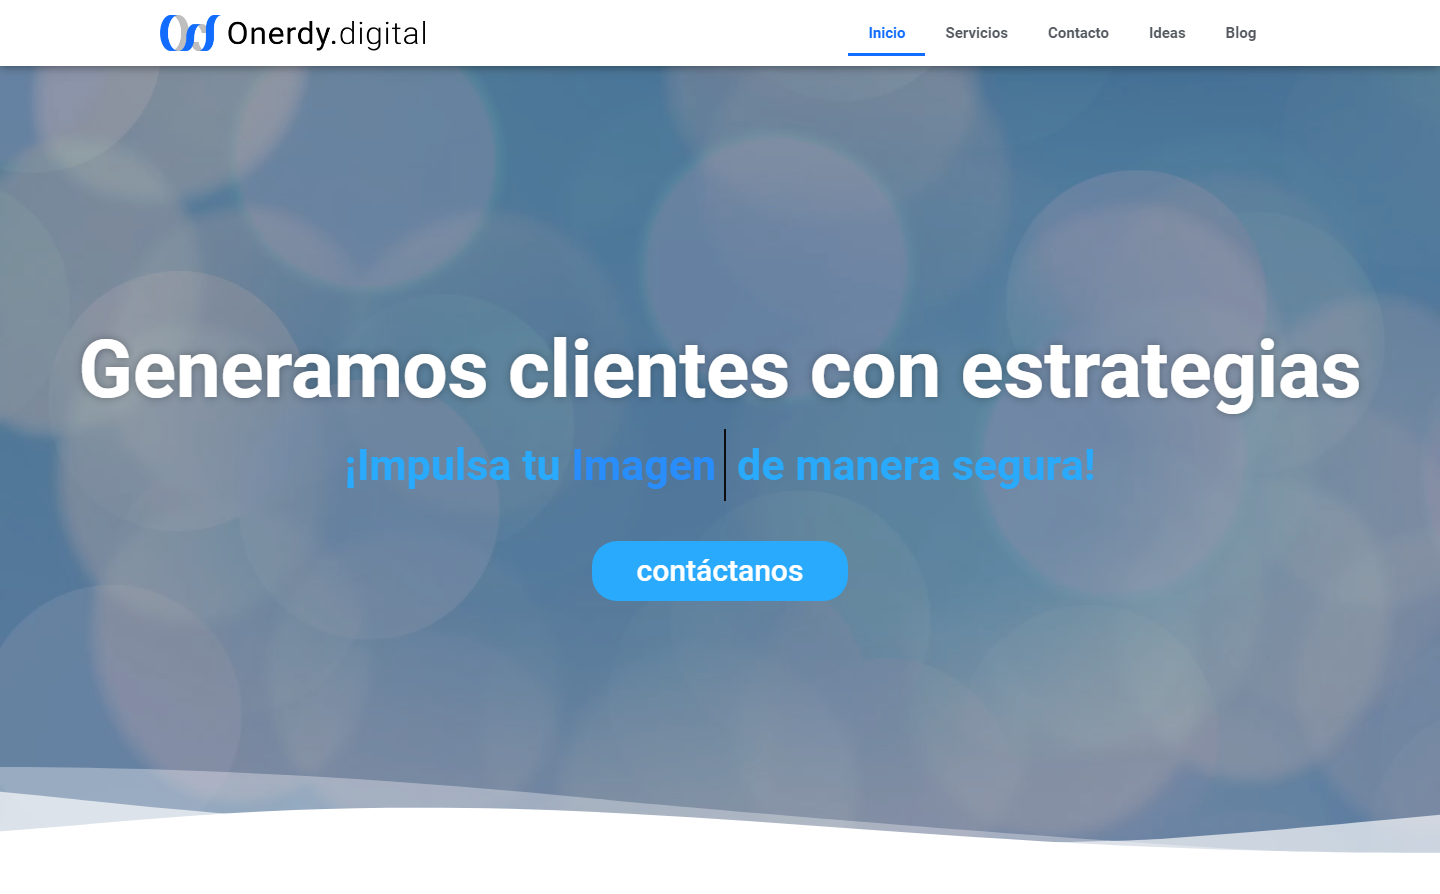 Onerdy.digital
Inicio Servicios Contacto Ideas Blog
Generamos clientes con estrategias
¡Impulsa tu Imagen de manera segura!
contáctanos